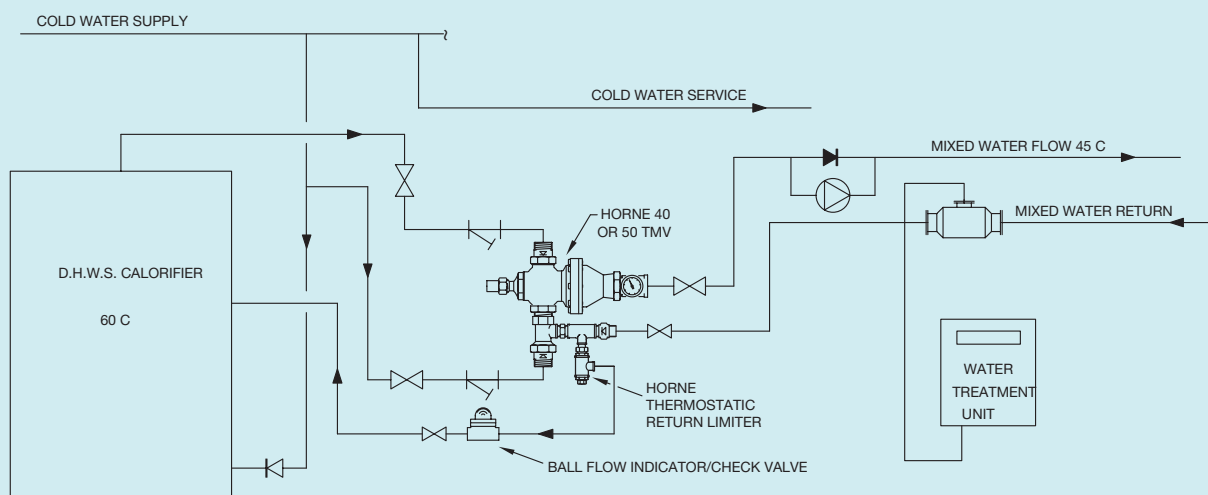 COLD WATER SUPPLY
COLD WATER SERVICE
MIXED WATER FLOW 45 C
HORNE 40
OR 50 TMV
MIXED WATER RETURN
D.H.W.S. CALORIFIER
60 C
WATER
TREATMENT
UNIT
HORNE
THERMOSTATIC
RETURN LIMITER
BALL FLOW INDICATOR/CHECK VALVE